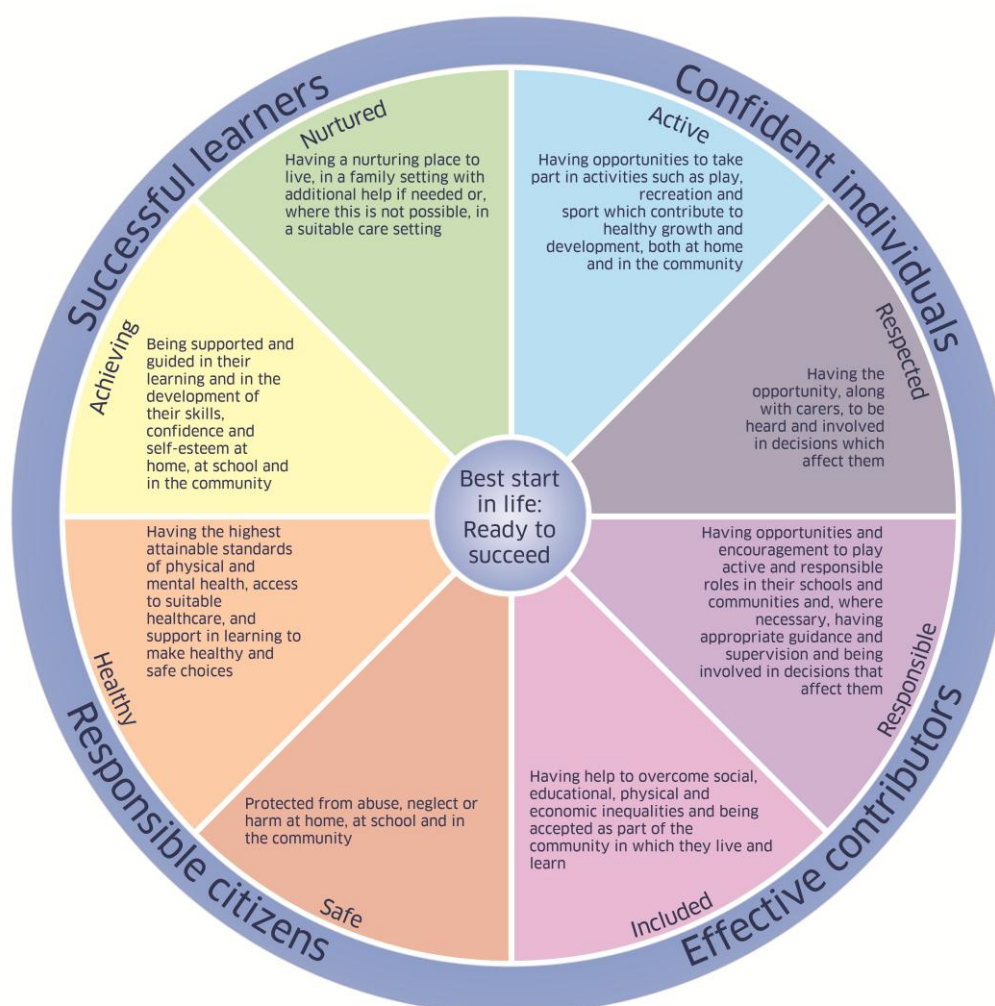 Successful learners
Confident individuals
Nurtured
Having a nurturing place to
live, in a family setting with
additional help if needed or,
where this is not possible, in
a suitable care setting
Active
Having opportunities to take
part in activities such as play,
recreation and
sport which contribute to
healthy growth and
development, both at home
and in the community
Achieving
Being supported and
guided in their
learning and in the
development of
their skills,
confidence and
self-esteem at
home, at school and
in the community
Respected
Having the
opportunity, along
with carers, to be
heard and involved
in decisions which
affect them
Best start
in life:
Ready to
succeed
Healthy
Having the highest
attainable standards
of physical and
mental health, access
to suitable
healthcare, and
support in learning to
make healthy and
safe choices
Responsible
Having opportunities and
encouragement to play
active and responsible
roles in their schools and
communities and, where
necessary, having
appropriate guidance and
supervision and being
involved in decisions that
affect them
Safe
Protected from abuse, neglect or
harm at home, at school and in
the community
Included
Having help to overcome social,
educational, physical and
economic inequalities and being
accepted as part of the
community in which they live and
learn
Responsible citizens
Effective contributors